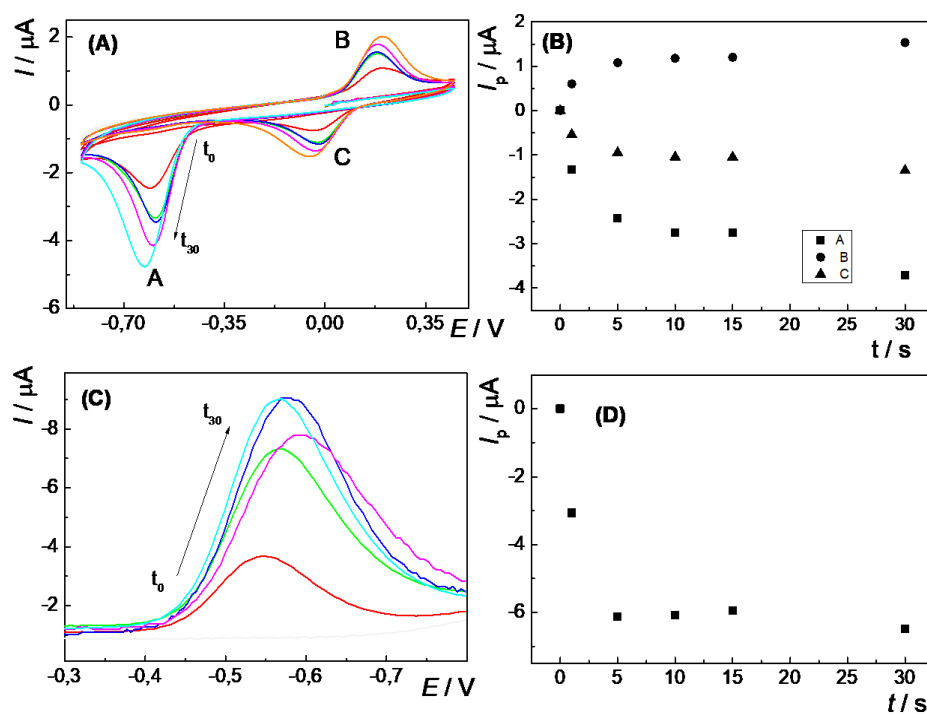 (A)
I / µA
2
0
-2
-4
-6
B
C
A
t0
t30
-0,70
-0,35
0,00
0,35
E / V
(B)
Ip / µA
2
1
0
-1
-2
-3
-4
A
B
C
0
5
10
15
20
25
30
t / s
(C)
I / µA
-8
-6
-4
-2
t30
t0
-0,3
-0,4
-0,5
-0,6
-0,7
E / V
(D)
Ip / µA
0
-2
-4
-6
0
5
10
15
20
25
30
t / s